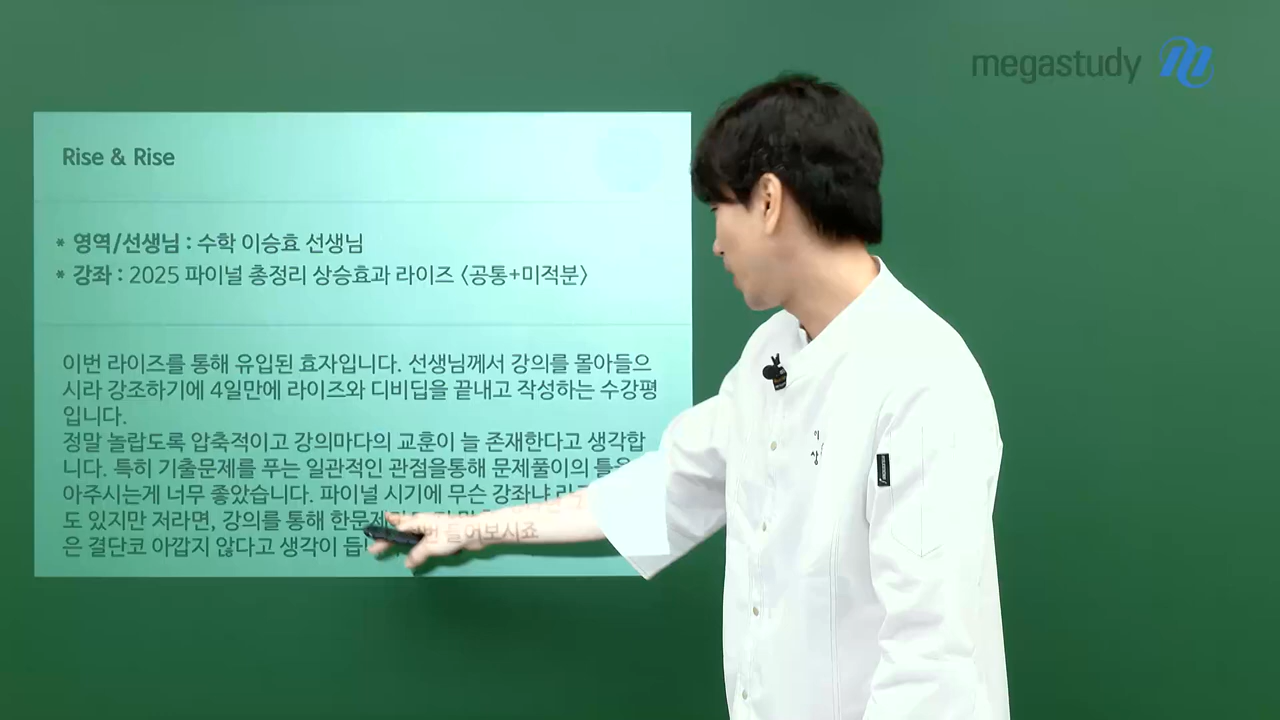 megastudy
Rise & Rise
* 영역/선생님 : 수학 이승효 선생님
* 강좌 : 2025 파이널 총정리 상승효과 라이즈 <공통+미적분>
이번 라이즈를 통해 유입된 효자입니다. 선생님께서 강의를 몰아들으
시라 강조하기에 4일만에 라이즈와 디비딥을 끝내고 작성하는 수강평
입니다.
정말 놀랍도록 압축적이고 강의마다의 교훈이 늘 존재한다고 생각합
니다. 특히 기출문제를 푸는 일관적인 관점을통해 문제풀이의 틀을
아주시는게 너무 좋았습니다. 파이널 시기에 무슨 강좌냐
도 있지만 저라면, 강의를 통해 한문제 들어보시죠
은 결단코 아깝지 않다고 생각이 듭
이
상